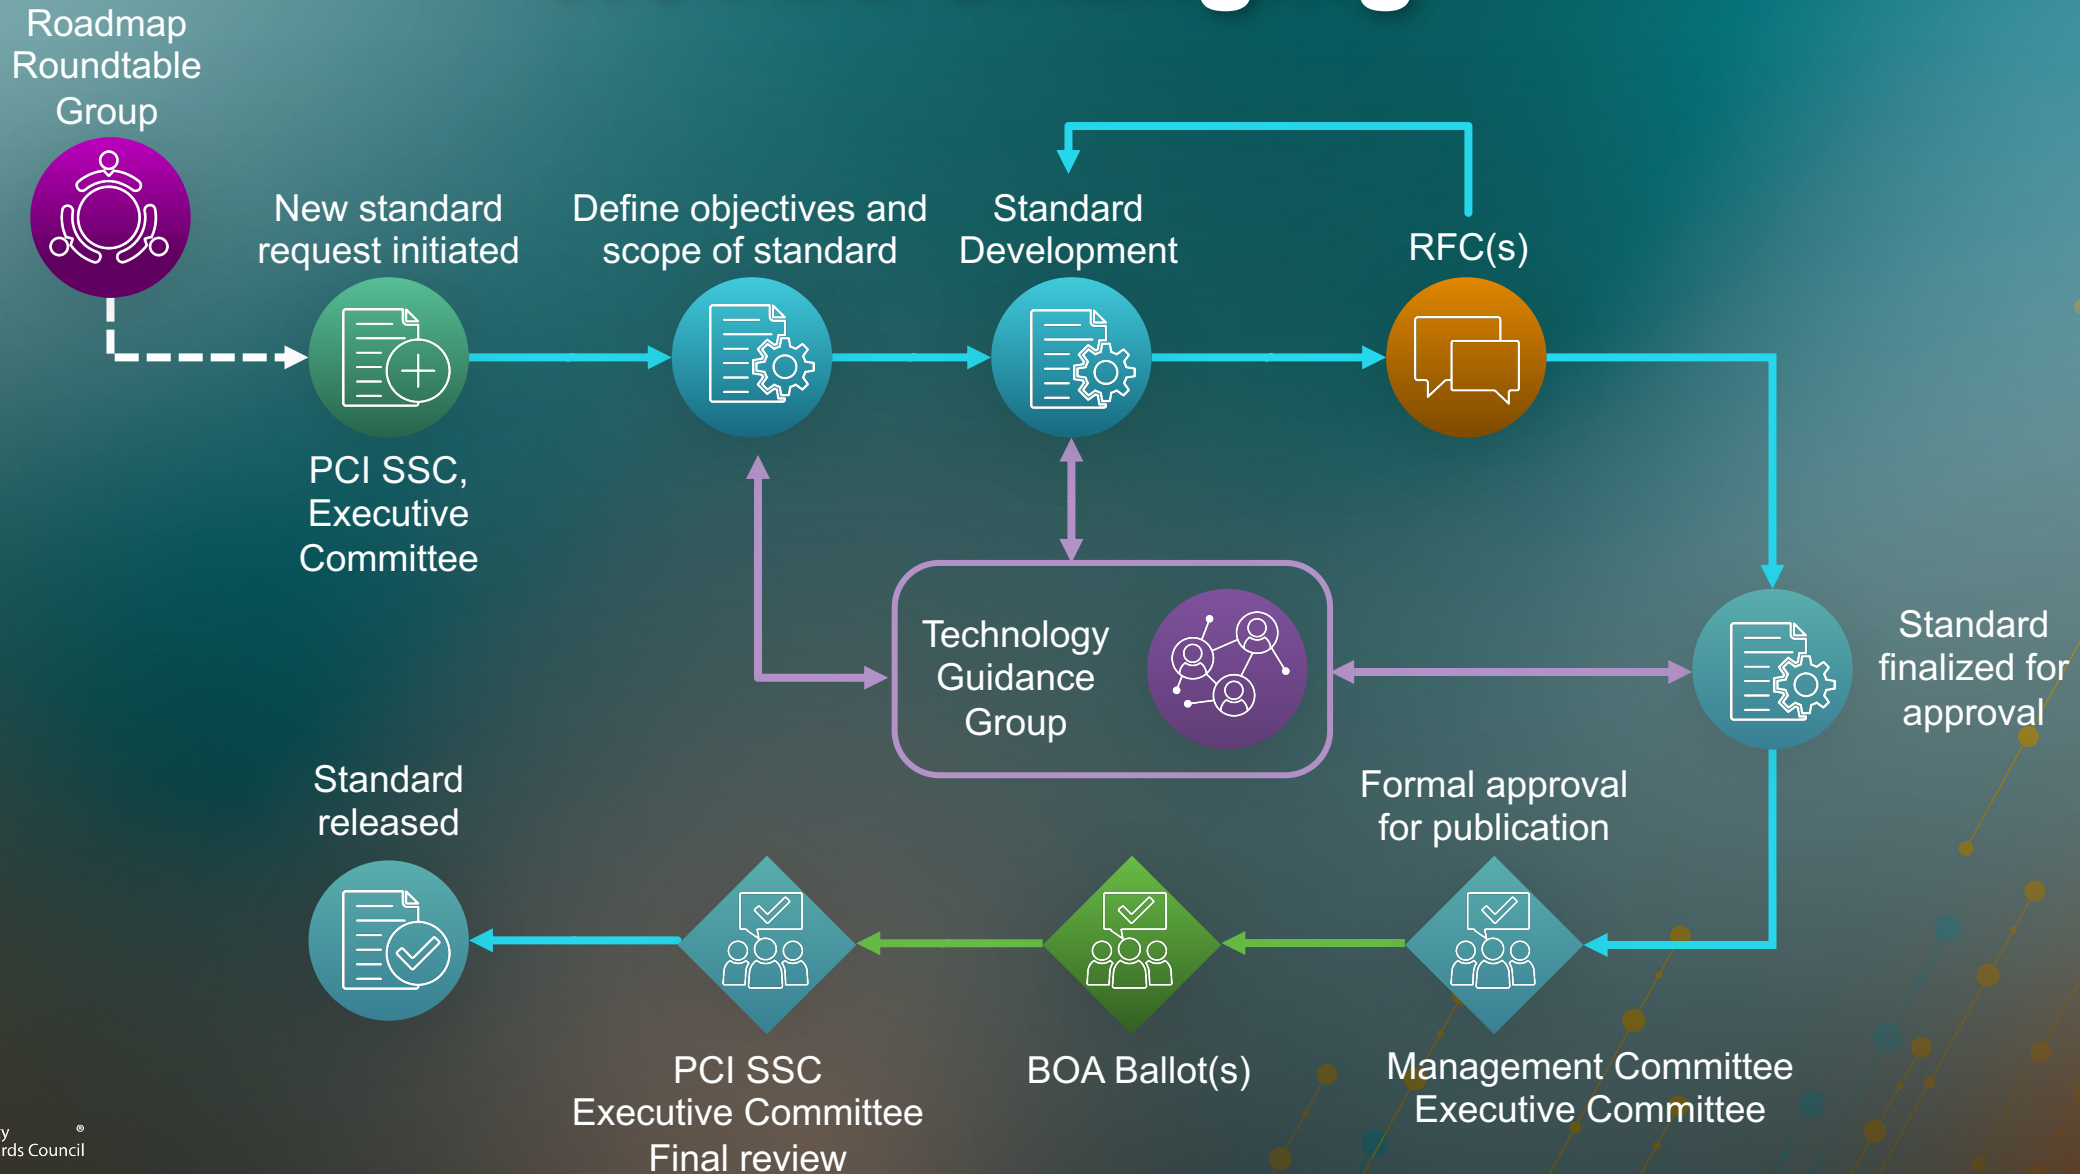 Roadmap
Roundtable
Group
New standard
request initiated
Define objectives and
scope of standard
Standard
Development
RFC(s)
PCI SSC,
Executive
Committee
Technology
Guidance
Group
Standard
finalized for
approval
Standard
released
Formal approval
for publication
PCI SSC
Executive Committee
Final review
BOA Ballot(s)
Management Committee
Executive Committee
®
Council